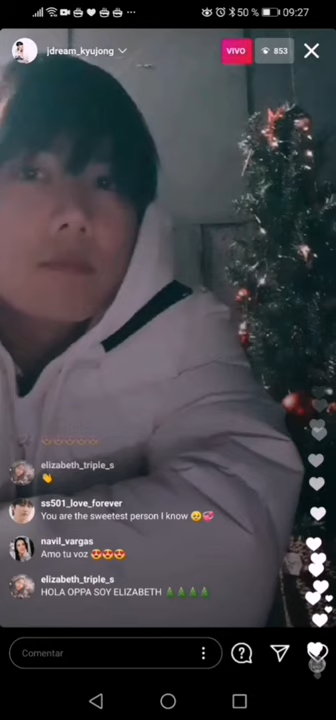 50 % 09:27
jdream_kyujong
VIVO 853
elizabeth_triple_s
👋
ss501_love_forever
You are the sweetest person I know 🥺💞
navil_vargas
Amo tu voz 😍😍😍
elizabeth_triple_s
HOLA OPPA SOY ELIZABETH 🎄🎄🎄🎄
Comentar